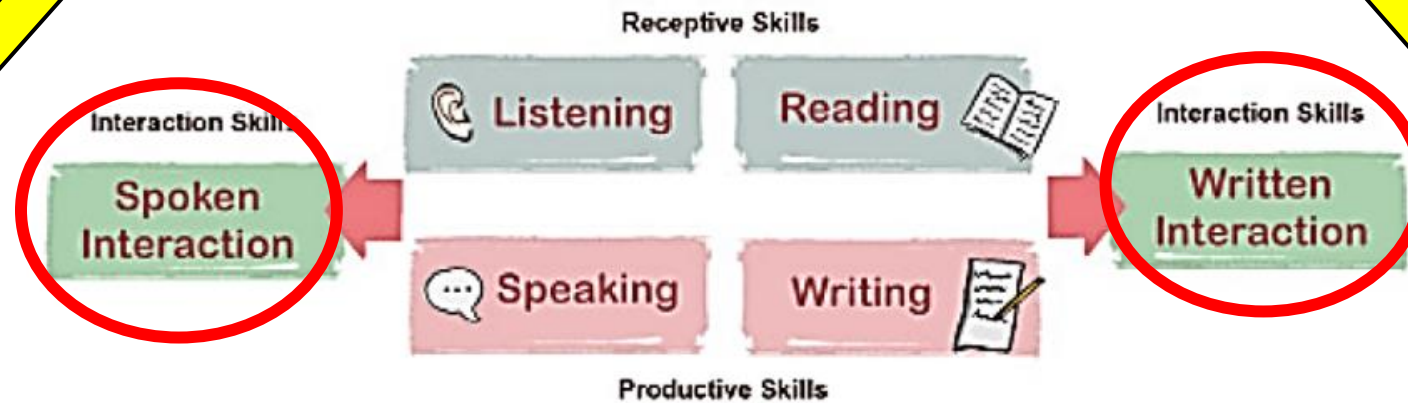 Receptive Skills
Listening
Reading
Interaction Skills
Spoken
Interaction
Interaction Skills
Written
Interaction
Speaking
Writing
Productive Skills